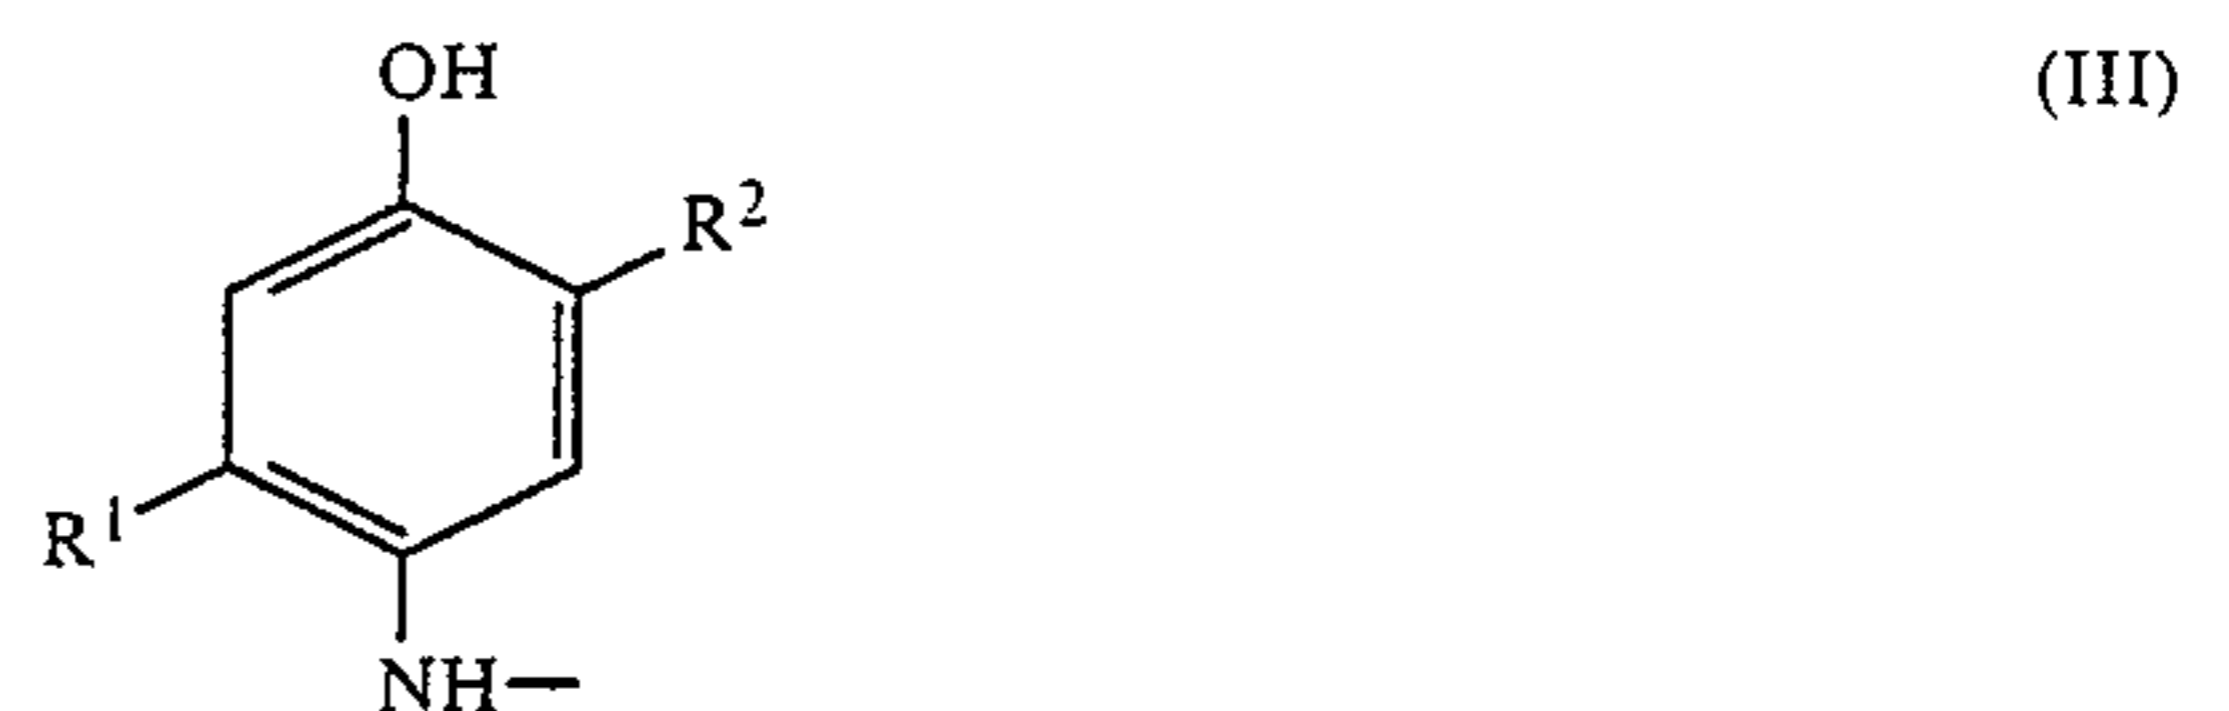 OH (III)
R²
R¹
NH—